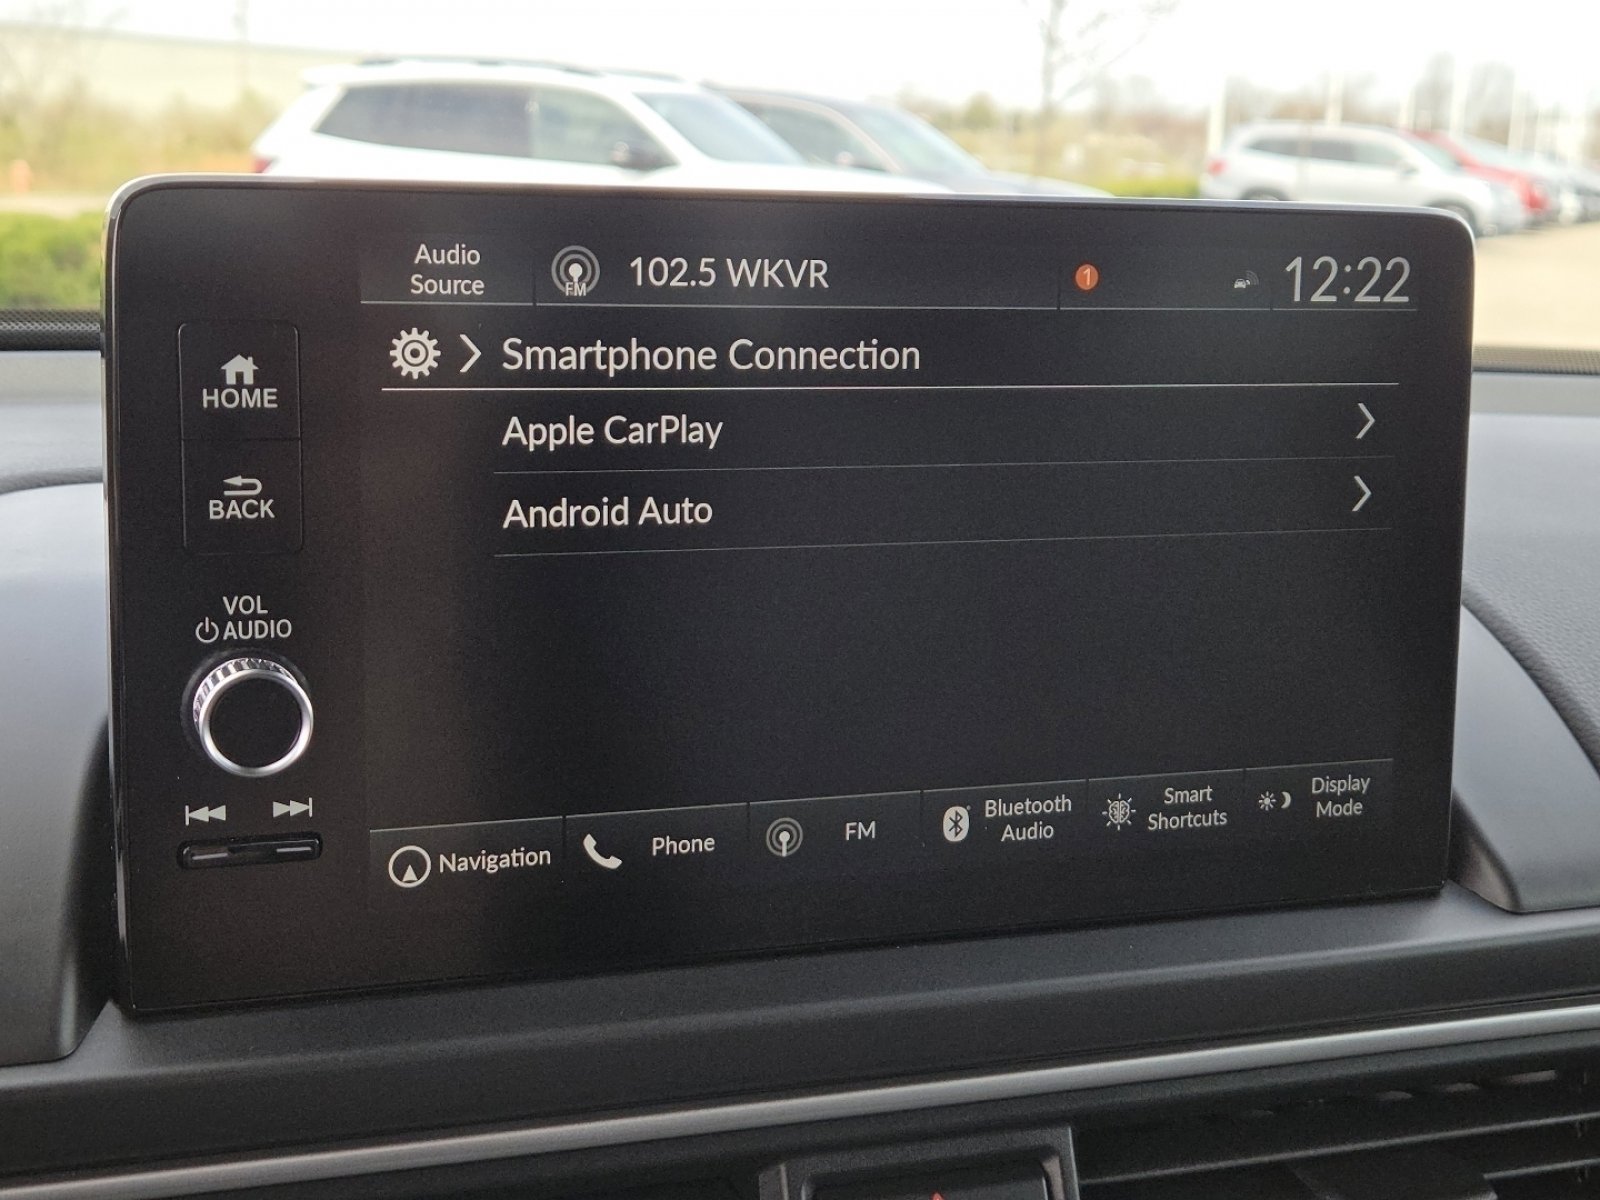 Audio
Source
FM
102.5 WKVR
1
12:22
HOME
BACK
Smartphone Connection
Apple CarPlay
Android Auto
VOL
AUDIO
Navigation
Phone
FM
Bluetooth
Audio
Smart
Shortcuts
Display
Mode